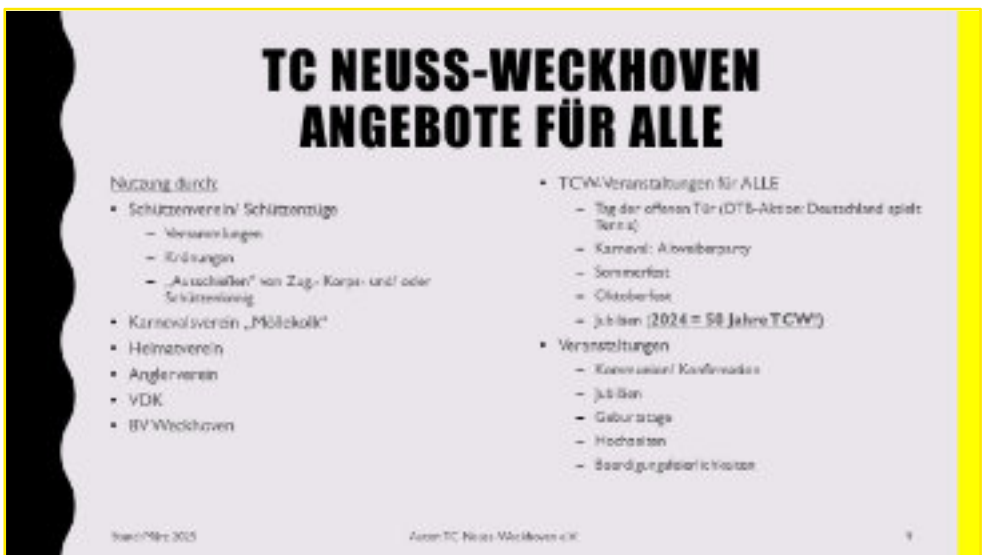 TC NEUSS-WECKHOVEN
ANGEBOTE FÜR ALLE
Nutzung durch:
• Schützenverein/ Schützenzüge
– Versammlungen
– Krönungen
– „Ausschießen“ von Zug,- Korps- und/ oder
Schützenkönig
• Karnevalsverein „Möllekolk“
• Heimatverein
• Anglerverein
• VDK
• BV Weckhoven
• TCW-Veranstaltungen für ALLE
– Tag der offenen Tür (DTB-Aktion: Deutschland spielt
Tennis)
– Karneval: Altweiberparty
– Sommerfest
– Oktoberfest
– Jubiläen (2024 = 50 Jahre TCW!)
• Veranstaltungen
– Kommunion/ Konfirmation
– Jubiläen
– Geburtstage
– Hochzeiten
– Beerdigungsfeierlichkeiten
Stand: März
Autor: TC Neuss-Weckhoven e.V.
9